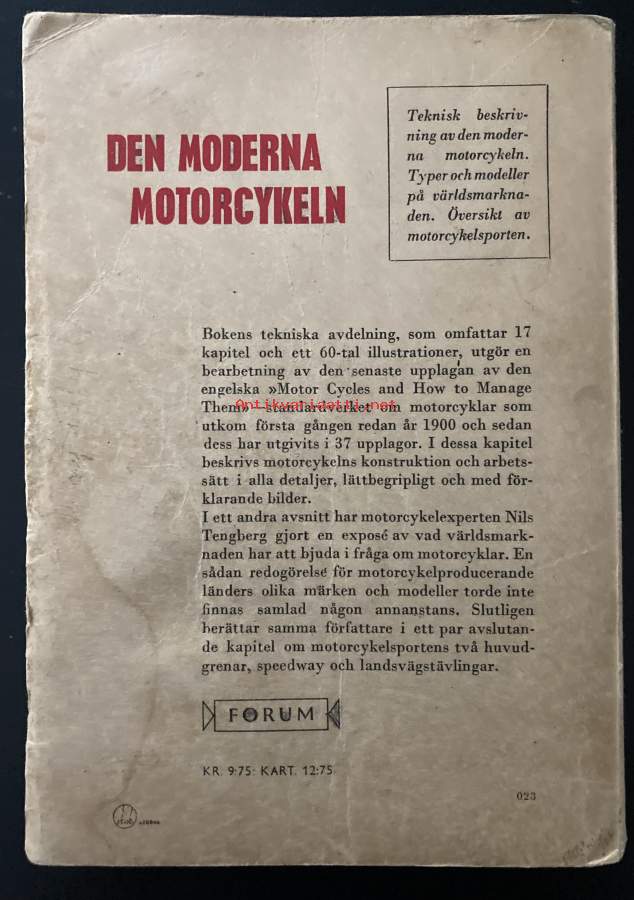 DEN MODERNA
MOTORCYKELN
Teknisk beskriv-
ning av den moder-
na motorcykeln.
Typer och modeller
på världsmarkna-
den. Översikt av
motorcykelsporten.
Bokens tekniska avdelning, som omfattar 17
kapitel och ett 60-tal illustrationer, utgör en
bearbetning av den senaste upplagan av den
engelska »Motor Cycles and How to Manage
Them» — standardverket om motorcyklar som
Antikvariaatti.net
utkom första gången redan år 1900 och sedan
dess har utgivits i 37 upplagor. I dessa kapitel
beskrivs motorcykelns konstruktion och arbets-
sätt i alla detaljer, lättbegripligt och med för-
klarande bilder.
I ett andra avsnitt har motorcykelexperten Nils
Tengberg gjort en exposé av vad världsmark-
naden har att bjuda i fråga om motorcyklar. En
sådan redogörelse för motorcykelproducerande
länders olika märken och modeller torde inte
finnas samlad någon annanstans. Slutligen
berättar samma författare i ett par avslutan-
de kapitel om motorcykelsportens två huvud-
grenar, speedway och landsvägstävlingar.
FORUM
KR. 9:75: KART. 12:75
023